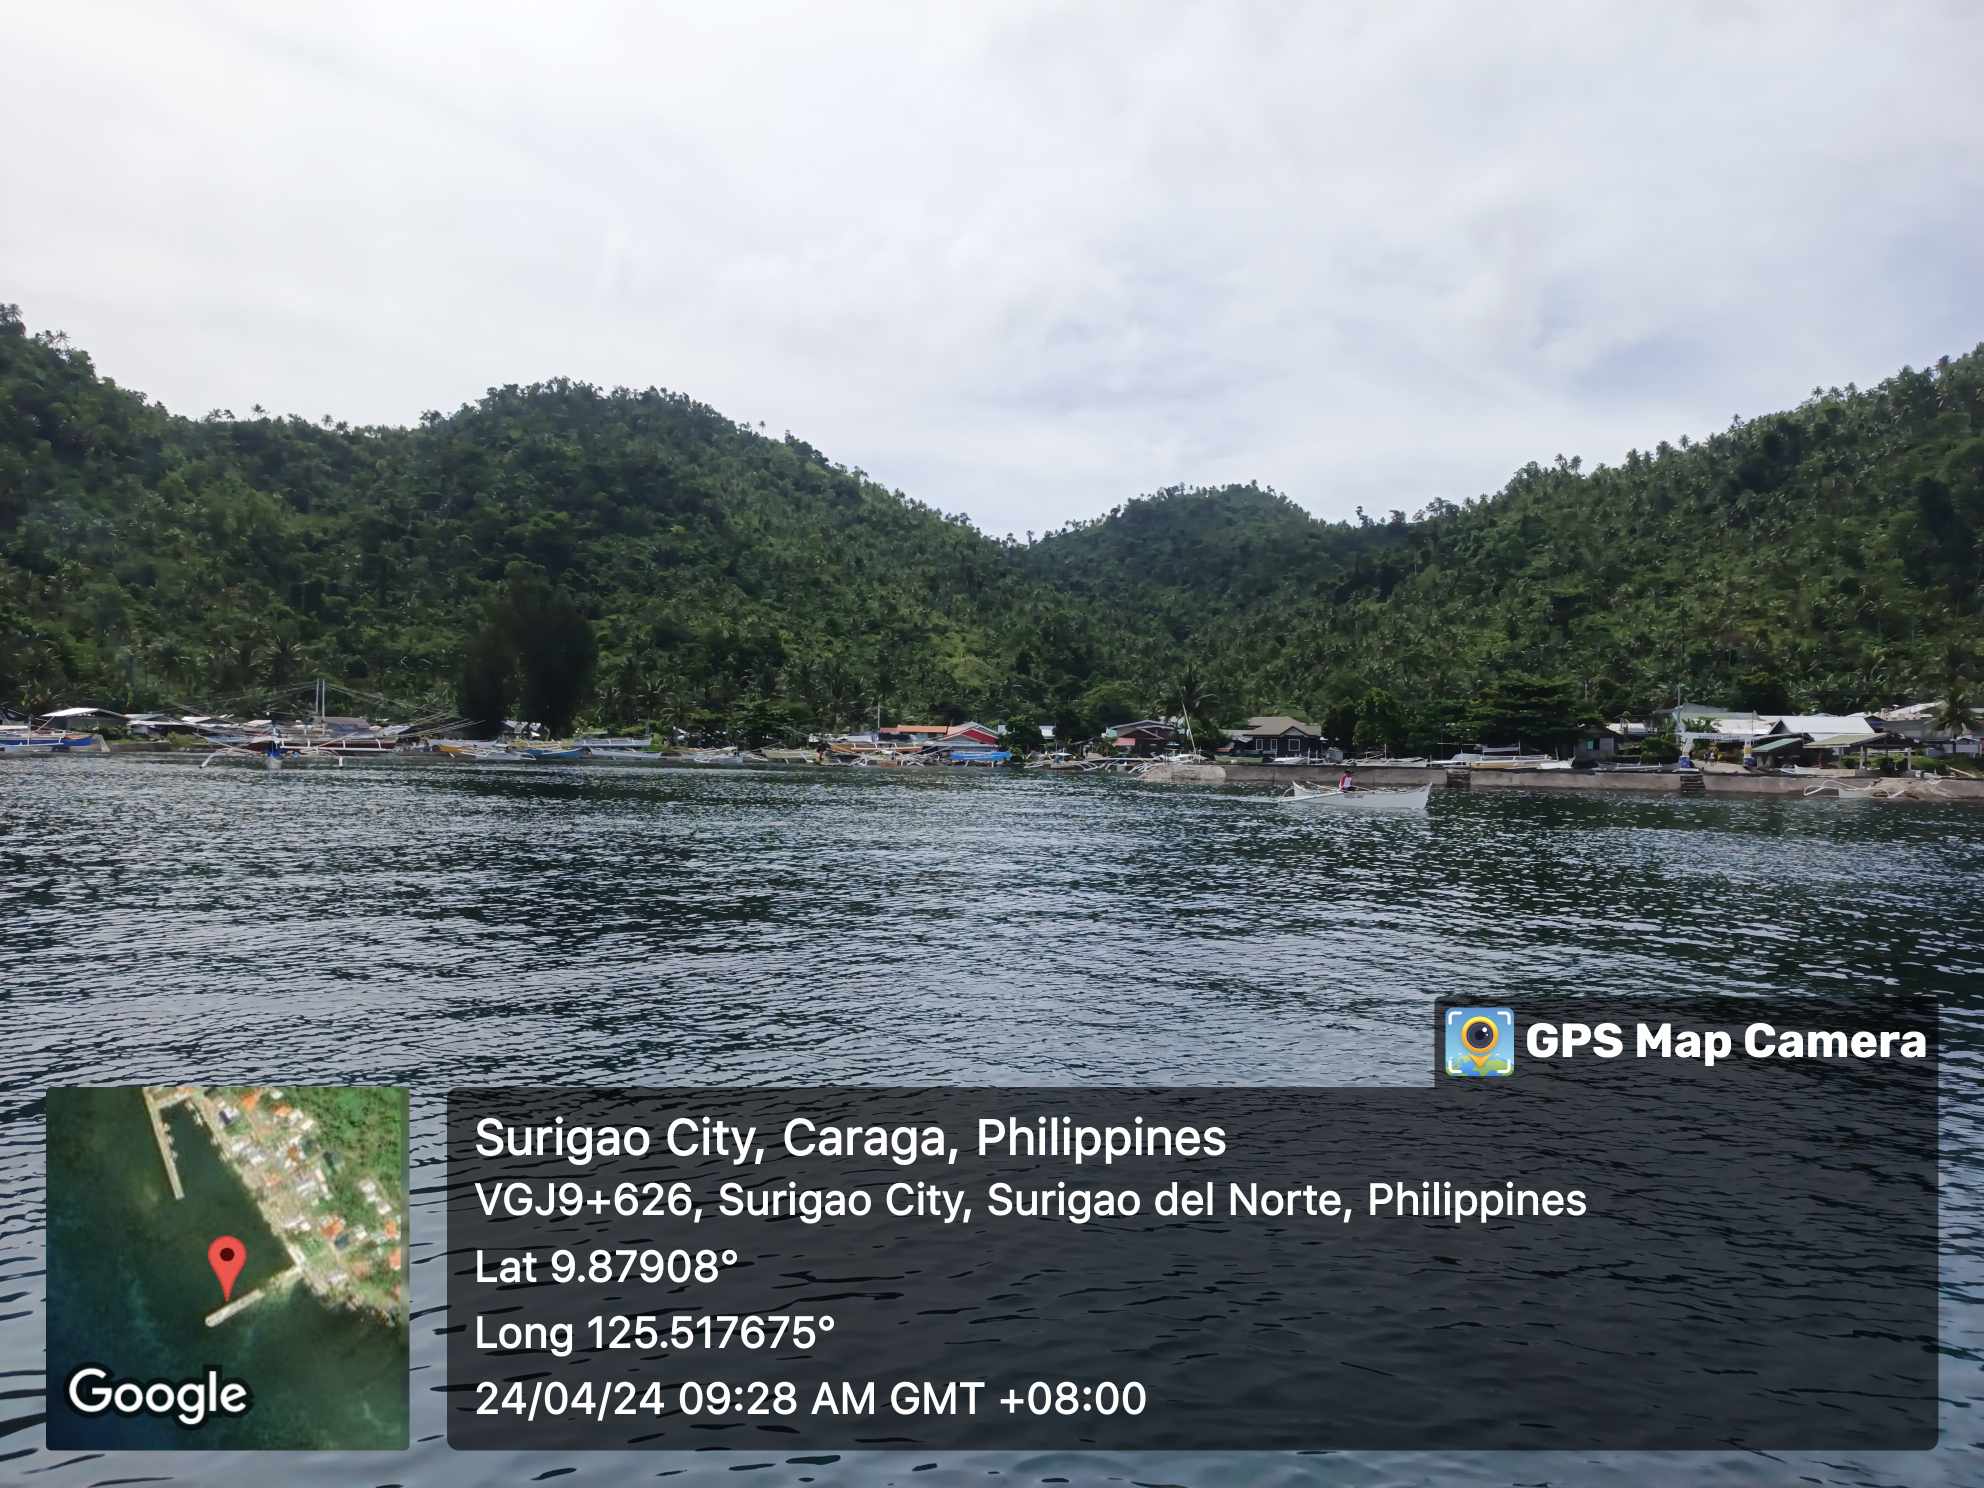 GPS Map Camera
Surigao City, Caraga, Philippines
VGJ9+626, Surigao City, Surigao del Norte, Philippines
Lat 9.87908°
Long 125.517675°
24/04/24 09:28 AM GMT +08:00
Google